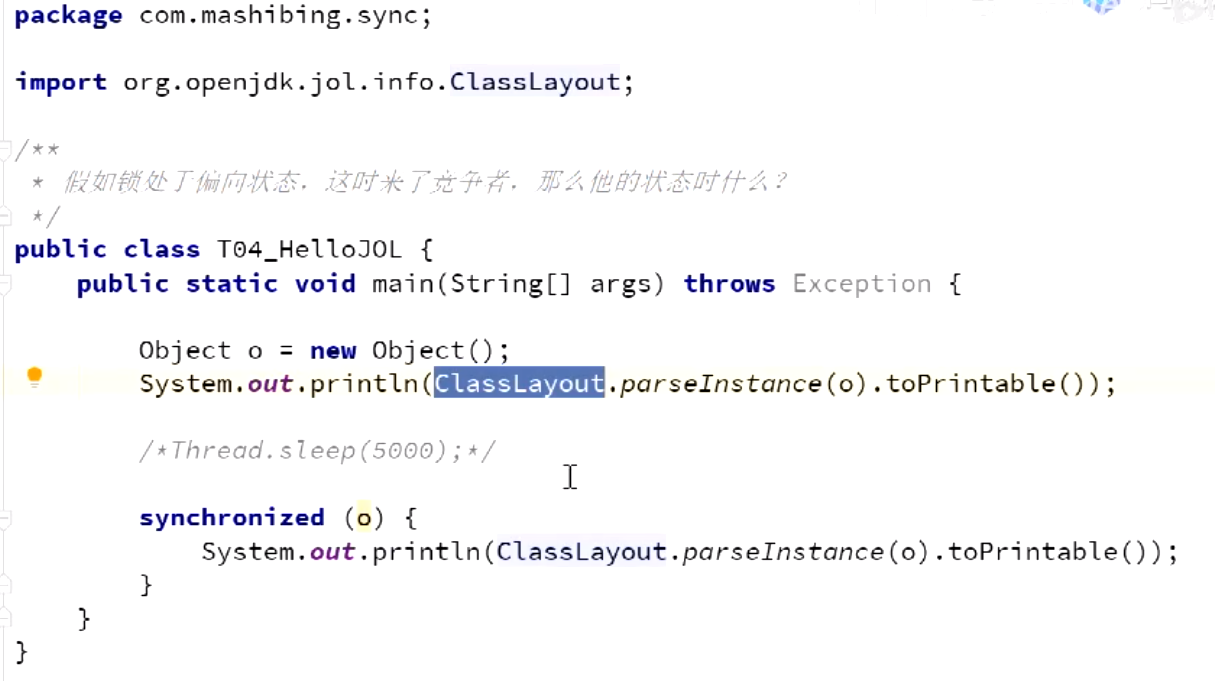 package com.mashibing.sync;
import org.openjdk.jol.info.ClassLayout;
/**
* 假如锁处于偏向状态，这时来了竞争者，那么他的状态时什么？
*/
public class T04_HelloJOL {
public static void main(String[] args) throws Exception {
Object o = new Object();
System.out.println(ClassLayout.parseInstance(o).toPrintable());
/*Thread.sleep(5000);*/
synchronized (o) {
System.out.println(ClassLayout.parseInstance(o).toPrintable());
}
}
}